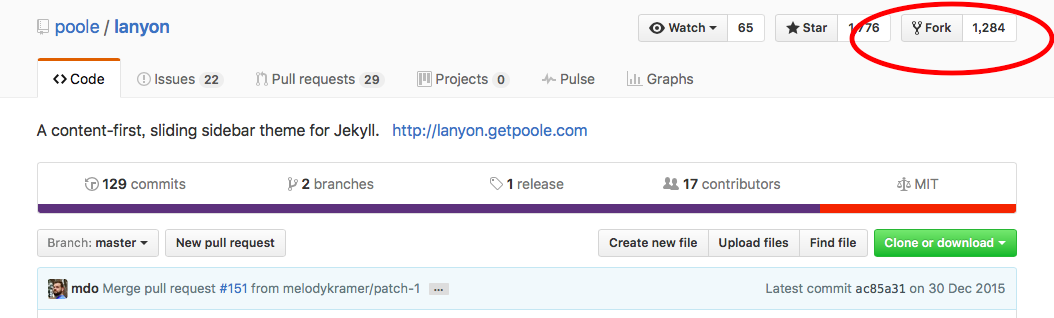 poole / lanyon Watch 65 Star 1,776 Fork 1,284
Code Issues 22 Pull requests 29 Projects 0 Pulse Graphs
A content-first, sliding sidebar theme for Jekyll. http://lanyon.getpoole.com
129 commits 2 branches 1 release 17 contributors MIT
Branch: master New pull request Create new file Upload files Find file Clone or download
mdo Merge pull request #151 from melodykramer/patch-1 ... Latest commit ac85a31 on 30 Dec 2015